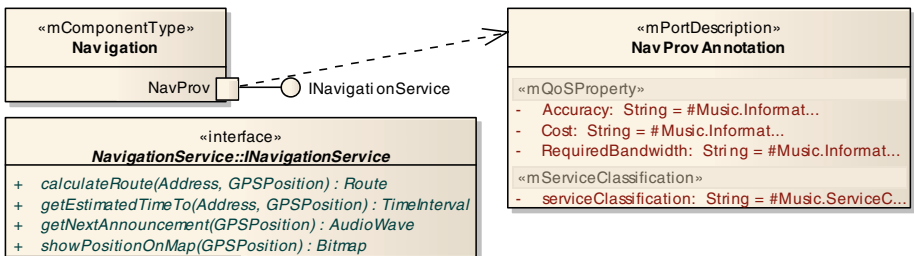 «mComponentType»
Navigation
NavProv
INavigationService
«mPortDescription»
NavProvAnnotation
«mQoSProperty»
- Accuracy: String = #Music.Informat...
- Cost: String = #Music.Informat...
- RequiredBandwidth: String = #Music.Informat...
«mServiceClassification»
- serviceClassification: String = #Music.ServiceC...
«interface»
NavigationService::INavigationService
+ calculateRoute(Address, GPSPosition) : Route
+ getEstimatedTimeTo(Address, GPSPosition) : TimeInterval
+ getNextAnnouncement(GPSPosition) : AudioWave
+ showPositionOnMap(GPSPosition) : Bitmap